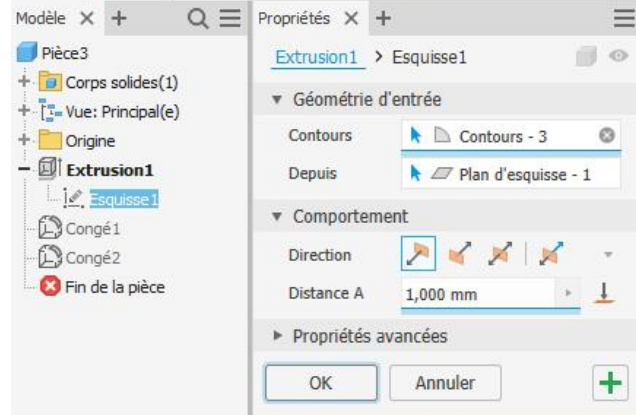 Modèle
Pièce3
Corps solides(1)
Vue: Principal(e)
Origine
Extrusion1
Esquisse1
Congé1
Congé2
Fin de la pièce
Propriétés
Extrusion1 > Esquisse1
Géométrie d'entrée
Contours
Contours - 3
Depuis
Plan d'esquisse - 1
Comportement
Direction
Distance A
1,000 mm
Propriétés avancées
OK
Annuler